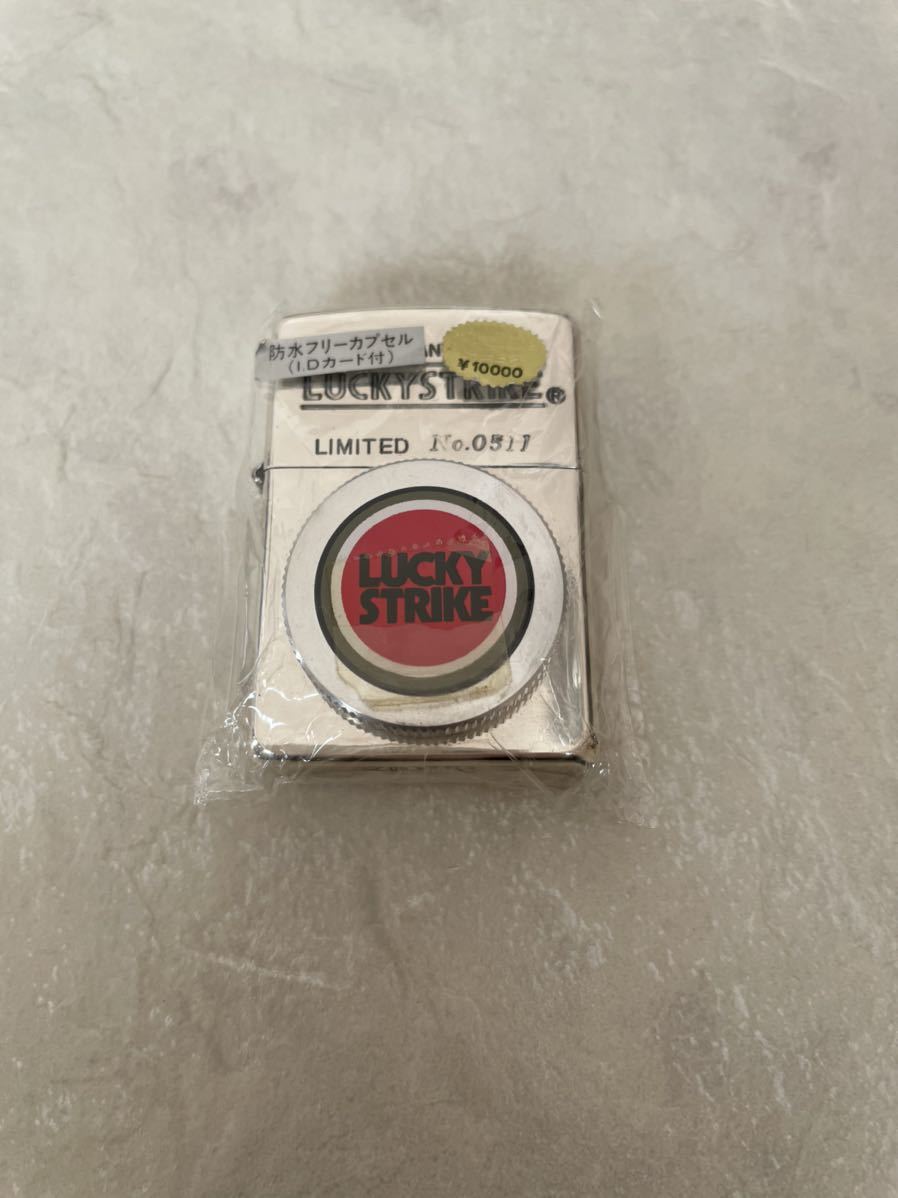 防水フリーカプセル
(I.Dカード付)
¥10000
LUCKYSTRIKE®
LIMITED No.0511
LUCKY
STRIKE